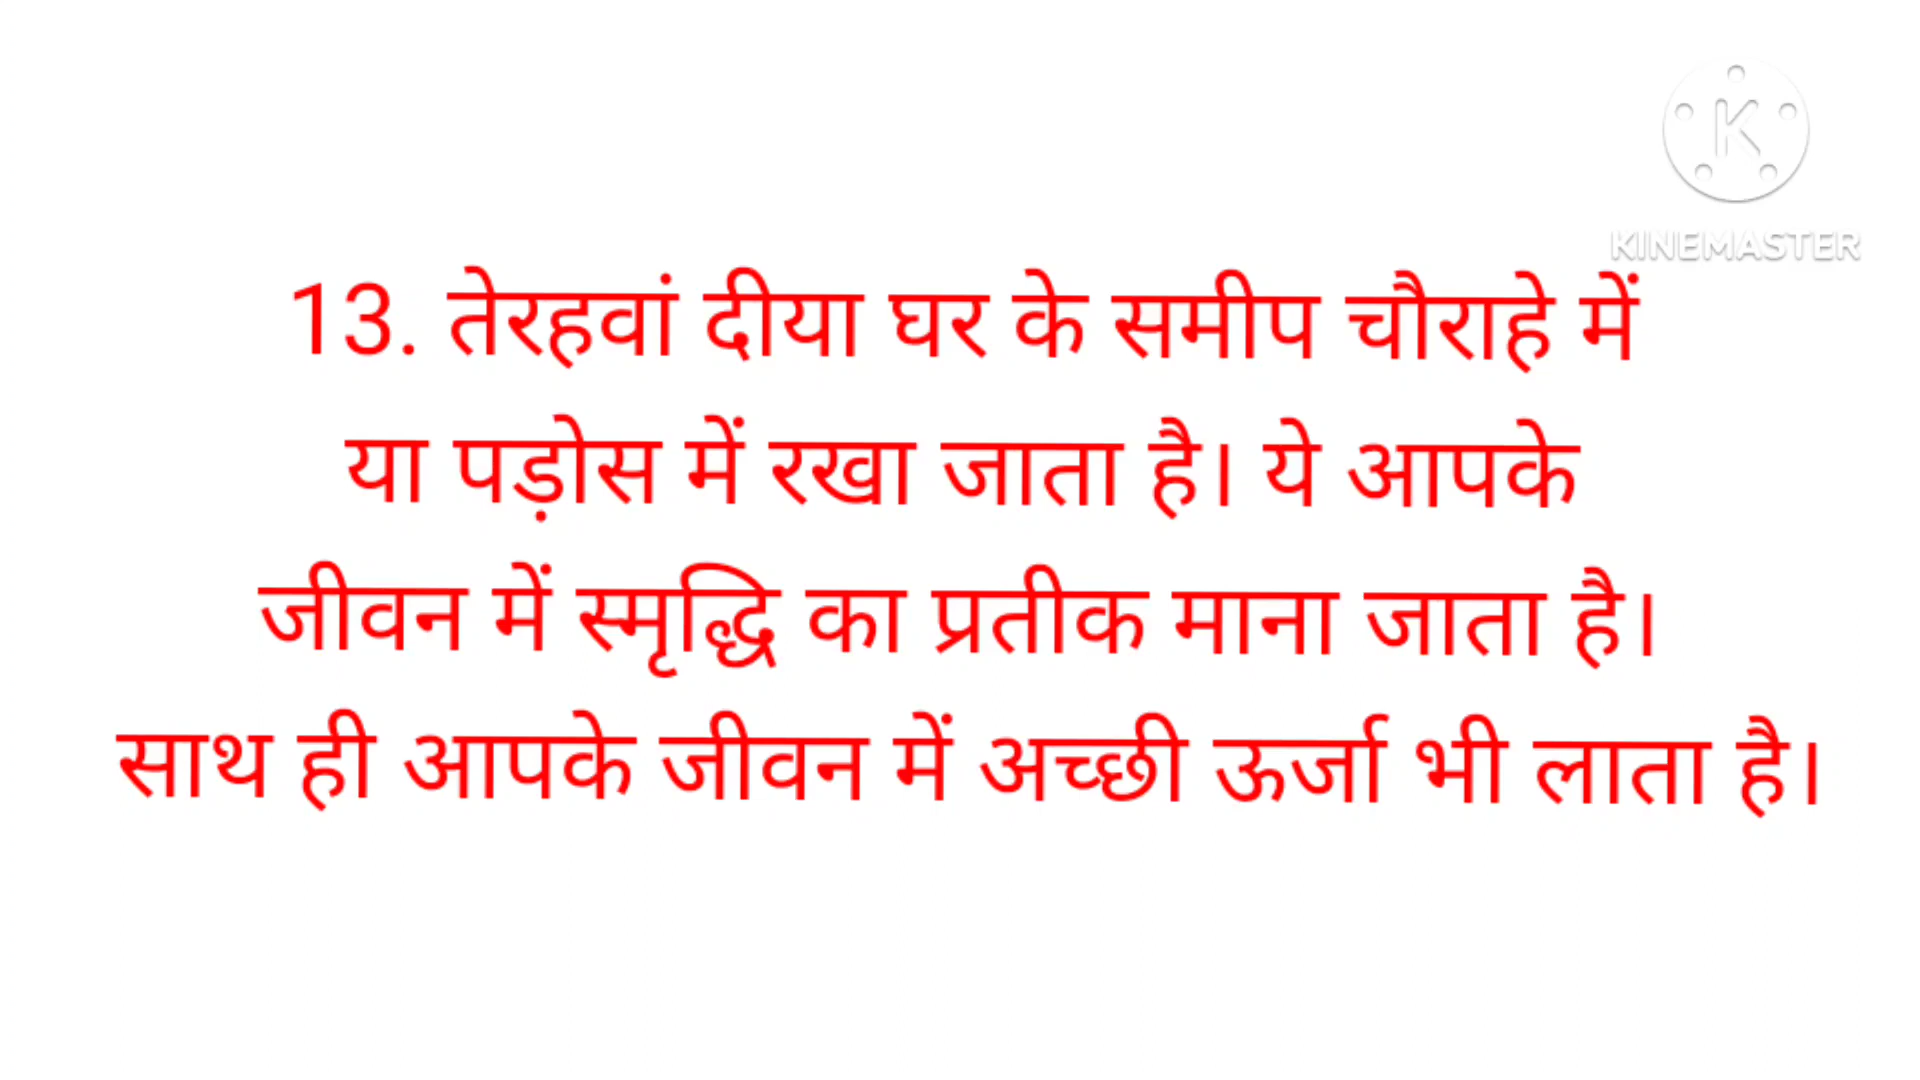 KINEMASTER
13. तेरहवां दीया घर के समीप चौराहे में
या पड़ोस में रखा जाता है। ये आपके
जीवन में स्मृद्धि का प्रतीक माना जाता है।
साथ ही आपके जीवन में अच्छी ऊर्जा भी लाता है।